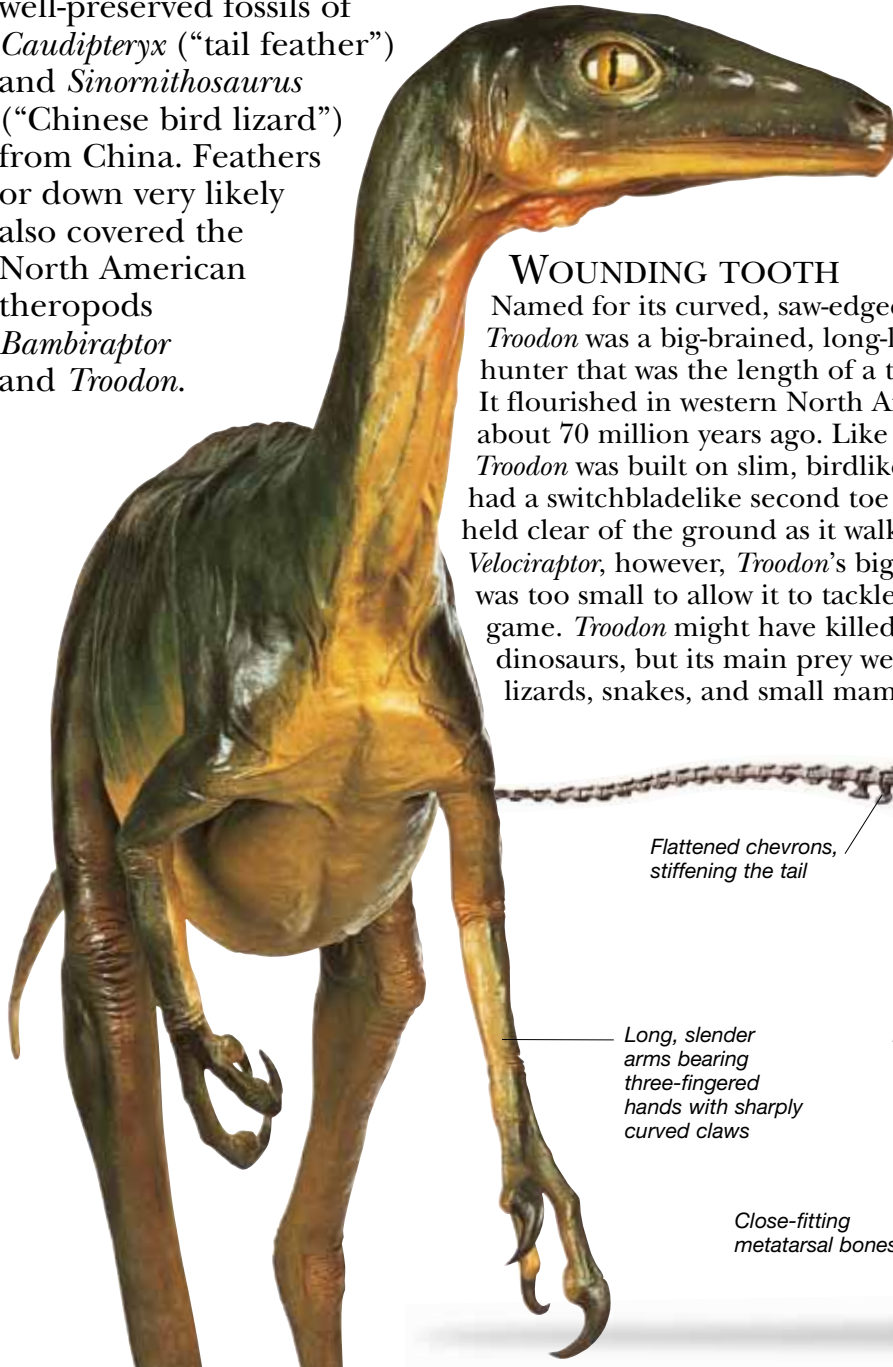 well-preserved fossils of
Caudipteryx (“tail feather”)
and Sinornithosaurus
(“Chinese bird lizard”)
from China. Feathers
or down very likely
also covered the
North American
theropods
Bambiraptor
and Troodon.
WOUNDING TOOTH
Named for its curved, saw-edged
Troodon was a big-brained, long-l
hunter that was the length of a t
It flourished in western North A
about 70 million years ago. Like
Troodon was built on slim, birdlike
had a switchbladelike second toe
held clear of the ground as it walk
Velociraptor, however, Troodon’s big
was too small to allow it to tackle
game. Troodon might have killed
dinosaurs, but its main prey we
lizards, snakes, and small mam
Flattened chevrons,
stiffening the tail
Long, slender
arms bearing
three-fingered
hands with sharply
curved claws
Close-fitting
metatarsal bones